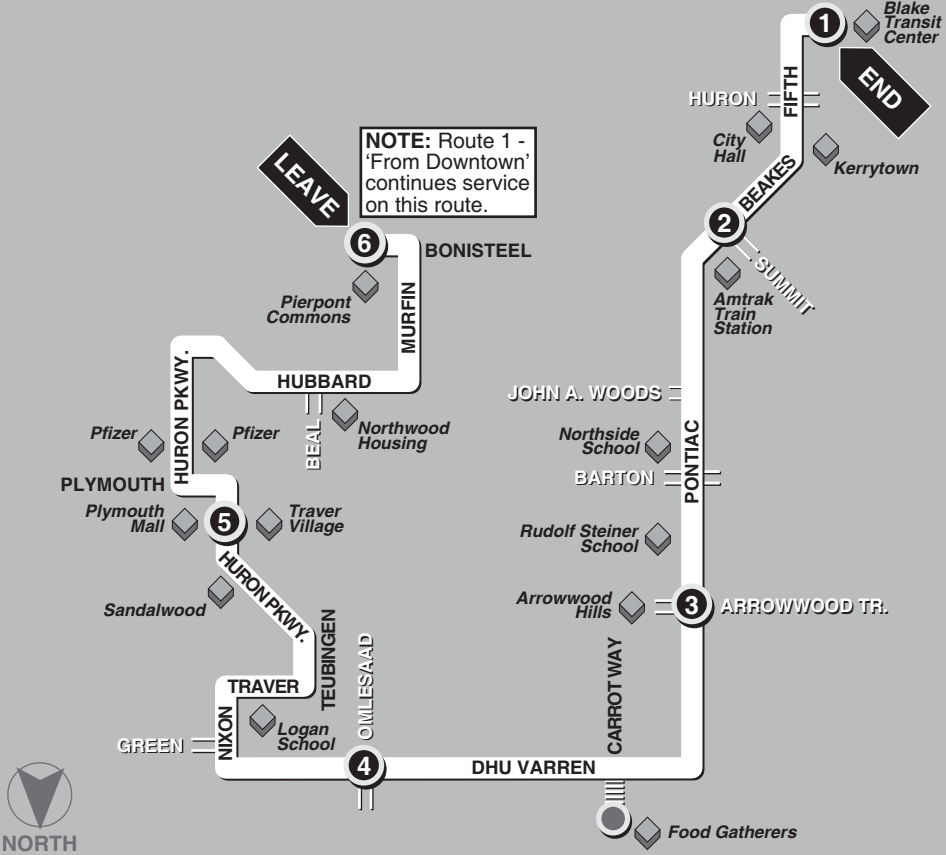 1
Blake
Transit
Center
END
FIFTH
HURON
City
Hall
Kerrytown
BEAKES
2
SUMMIT
Amtrak
Train
Station
NOTE: Route 1 -
‘From Downtown’
continues service
on this route.
LEAVE
6
BONISTEEL
Pierpont
Commons
MURFIN
HUBBARD
BEAL
Northwood
Housing
HURON PKWY.
Pfizer
Pfizer
PLYMOUTH
Plymouth
Mall
5
Traver
Village
HURON PKWY.
Sandalwood
TEUBINGEN
TRAVER
NIXON
Logan
School
GREEN
OMLESAAD
4
DHU VARREN
JOHN A. WOODS
Northside
School
BARTON
PONTIAC
Rudolf Steiner
School
Arrowwood
Hills
3
ARROWWOOD TR.
CARROT WAY
Food Gatherers
NORTH